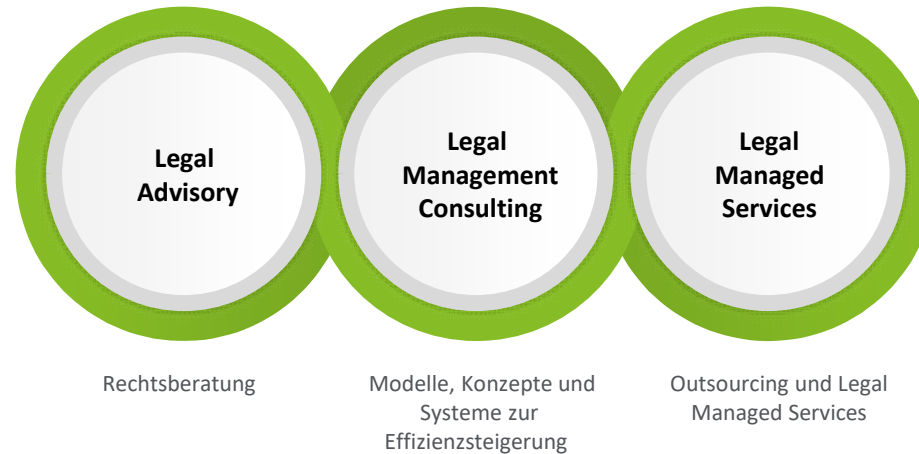 Legal
Advisory
Legal
Management
Consulting
Legal
Managed
Services
Rechtsberatung
Modelle, Konzepte und
Systeme zur
Effizienzsteigerung
Outsourcing und Legal
Managed Services